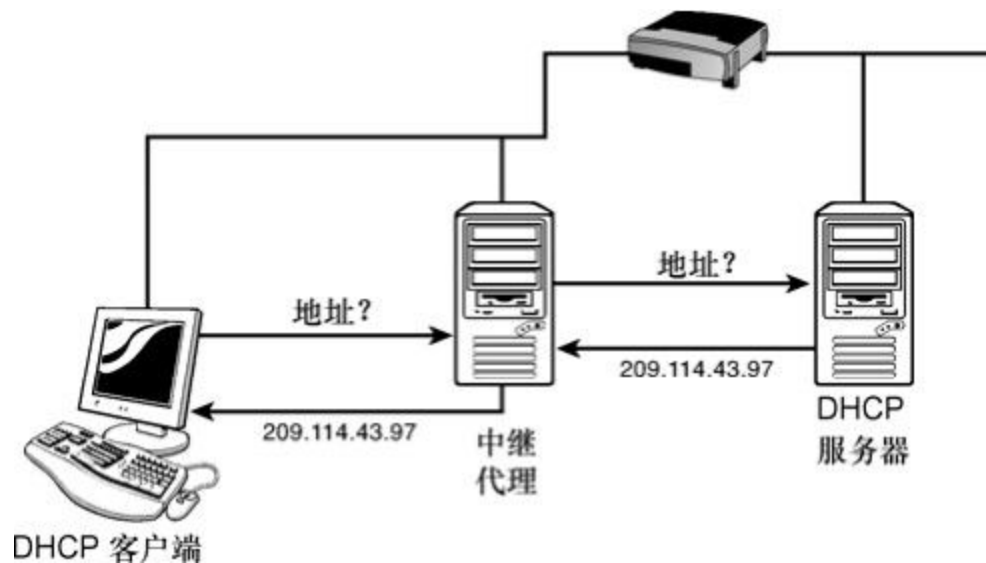 地址？
地址？
209.114.43.97
209.114.43.97
DHCP
服务器
中继
代理
DHCP 客户端